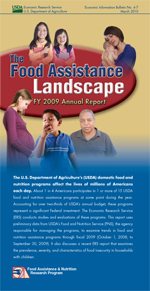 USDA Economic Research Service
U.S. Department of Agriculture
Economic Information Bulletin No. 6-7
March 2010
The
Food Assistance
Landscape
FY 2009 Annual Report
The U.S. Department of Agriculture's (USDA) domestic food and
nutrition programs affect the lives of millions of Americans
each day. About 1 in 4 Americans participates in 1 or more of 15 USDA
food and nutrition assistance programs at some point during the year.
Accounting for over two-thirds of USDA's annual budget, these programs
represent a significant Federal investment. The Economic Research Service
(ERS) conducts studies and evaluations of these programs. This report uses
preliminary data from USDA's Food and Nutrition Service (FNS), the agency
responsible for managing the programs, to examine trends in food and
nutrition assistance programs through fiscal 2009 (October 1, 2008, to
September 30, 2009). It also discusses a recent ERS report that examines
the prevalence, severity, and characteristics of food insecurity in households
with children.
Food Assistance & Nutrition
Research Program